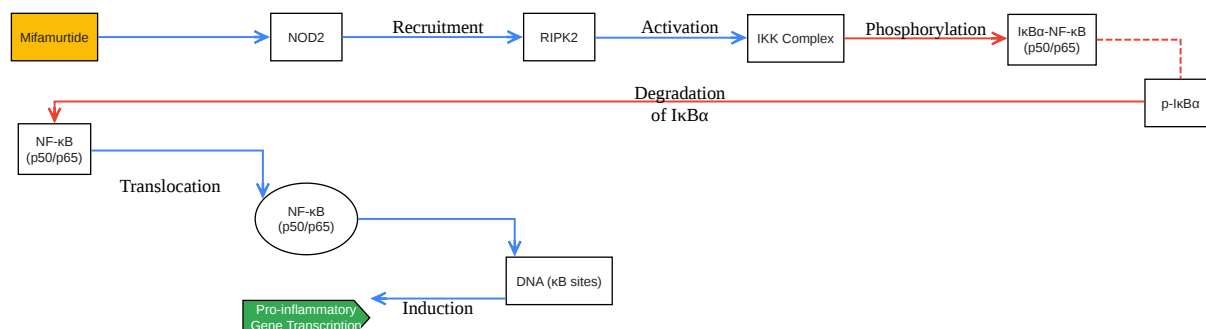 Mifamurtide
NOD2
Recruitment
RIPK2
Activation
IKK Complex
Phosphorylation
IκBα-NF-κB
(p50/p65)
Degradation
of IκBα
p-IκBα
NF-κB
(p50/p65)
Translocation
NF-κB
(p50/p65)
DNA (κB sites)
Induction
Pro-inflammatory
Gene Transcription